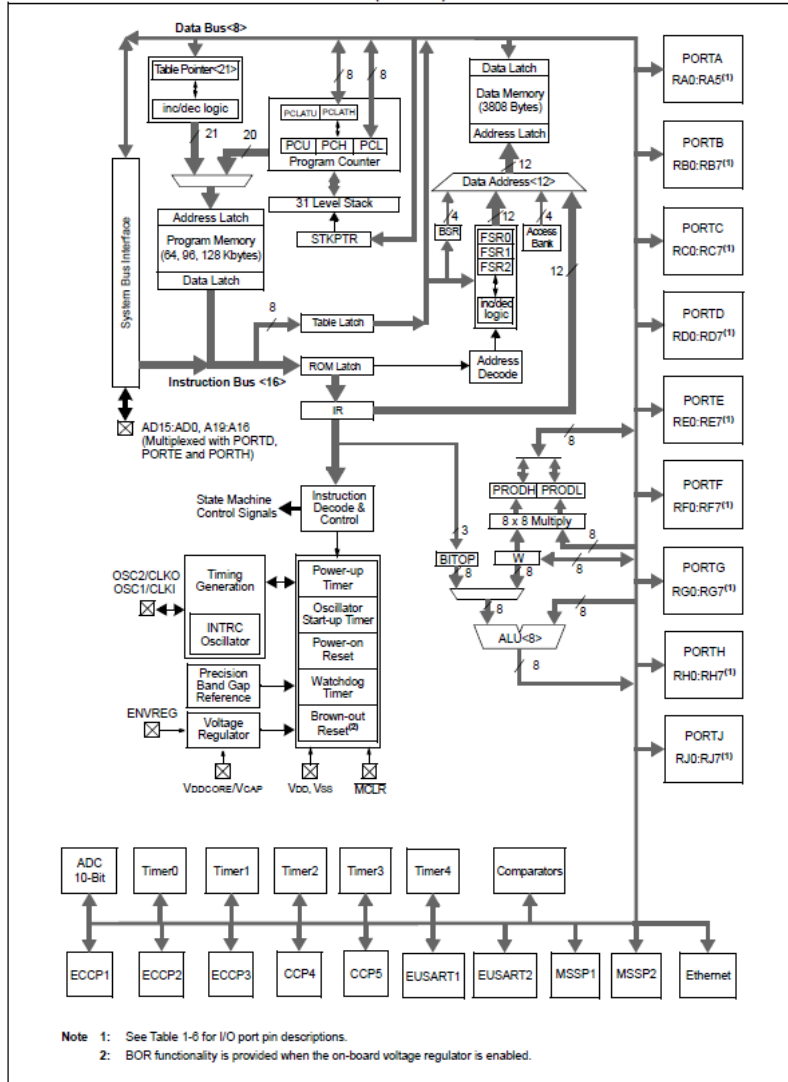 Data Bus<8>
Table Pointer<21>
inc/dec logic
21
20
8
8
PCLATU PCLATH
PCU PCH PCL
Program Counter
31 Level Stack
STKPTR
Data Latch
Data Memory
(3808 Bytes)
Address Latch
12
Data Address<12>
4
12
4
BSR
FSR0
FSR1
FSR2
inc/dec
logic
Access
Bank
12
Address
Decode
System Bus Interface
Address Latch
Program Memory
(64, 96, 128 Kbytes)
Data Latch
8
Table Latch
ROM Latch
Instruction Bus <16>
IR
AD15:AD0, A19:A16
(Multiplexed with PORTD,
PORTE and PORTH)
State Machine
Control Signals
Instruction
Decode &
Control
8
PRODH PRODL
8 x 8 Multiply
3
BITOP
W
8
8
8
8
8
8
ALU<8>
8
OSC2/CLKO
OSC1/CLKI
Timing
Generation
INTRC
Oscillator
Power-up
Timer
Oscillator
Start-up Timer
Power-on
Reset
Watchdog
Timer
Brown-out
Reset(2)
Precision
Band Gap
Reference
ENVREG
Voltage
Regulator
VDDCORE/VCAP
VDD, VSS
MCLR
PORTA
RA0:RA5(1)
PORTB
RB0:RB7(1)
PORTC
RC0:RC7(1)
PORTD
RD0:RD7(1)
PORTE
RE0:RE7(1)
PORTF
RF0:RF7(1)
PORTG
RG0:RG7(1)
PORTH
RH0:RH7(1)
PORTJ
RJ0:RJ7(1)
ADC
10-Bit
Timer0
Timer1
Timer2
Timer3
Timer4
Comparators
ECCP1
ECCP2
ECCP3
CCP4
CCP5
EUSART1
EUSART2
MSSP1
MSSP2
Ethernet
Note 1: See Table 1-6 for I/O port pin descriptions.
2: BOR functionality is provided when the on-board voltage regulator is enabled.